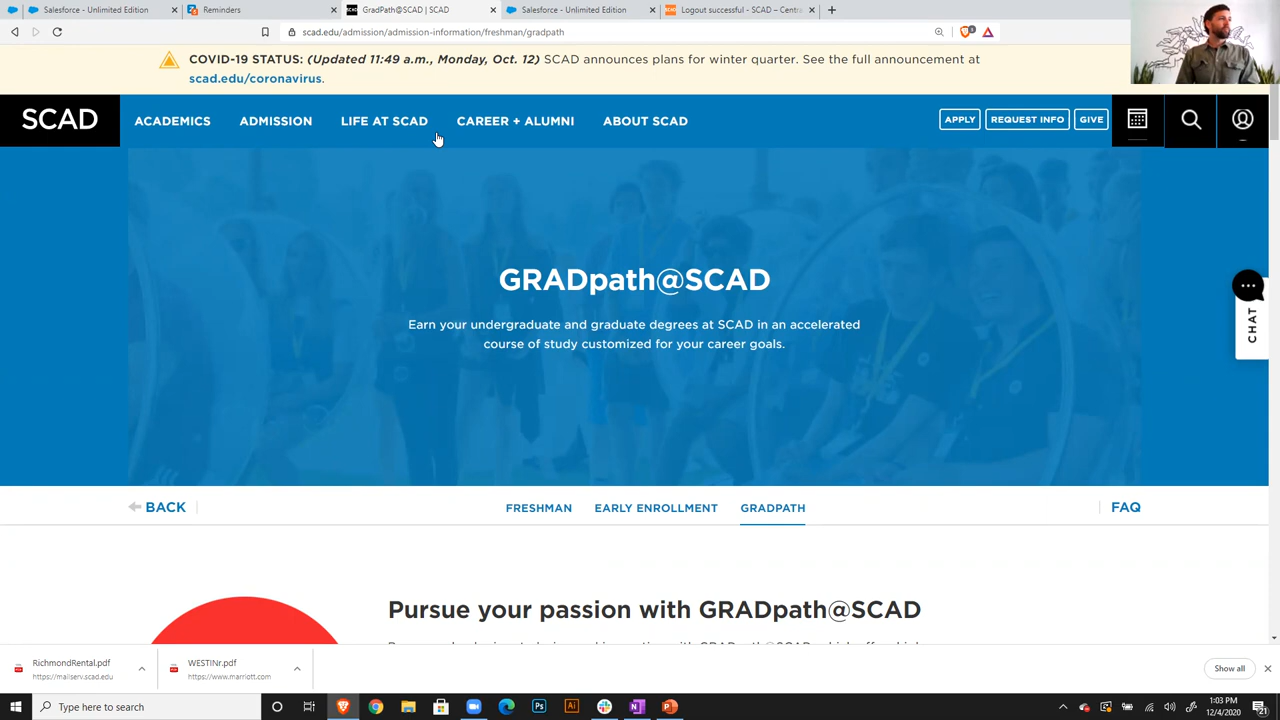 Salesforce - Unlimited Edition
Reminders
GradPath@SCAD | SCAD
Salesforce - Unlimited Edition
Logout successful - SCAD – Centra
scad.edu/admission/admission-information/freshman/gradpath
COVID-19 STATUS: (Updated 11:49 a.m., Monday, Oct. 12) SCAD announces plans for winter quarter. See the full announcement at
scad.edu/coronavirus.
SCAD
ACADEMICS ADMISSION LIFE AT SCAD CAREER + ALUMNI ABOUT SCAD
APPLY REQUEST INFO GIVE
GRADpath@SCAD
Earn your undergraduate and graduate degrees at SCAD in an accelerated
course of study customized for your career goals.
CHAT
BACK
FRESHMAN EARLY ENROLLMENT GRADPATH
FAQ
Pursue your passion with GRADpath@SCAD
RichmondRental.pdf
https://mailserv.scad.edu
WESTINr.pdf
https://www.marriott.com
Show all
Type here to search
Ps
Ai
1:03 PM
12/4/2020
21